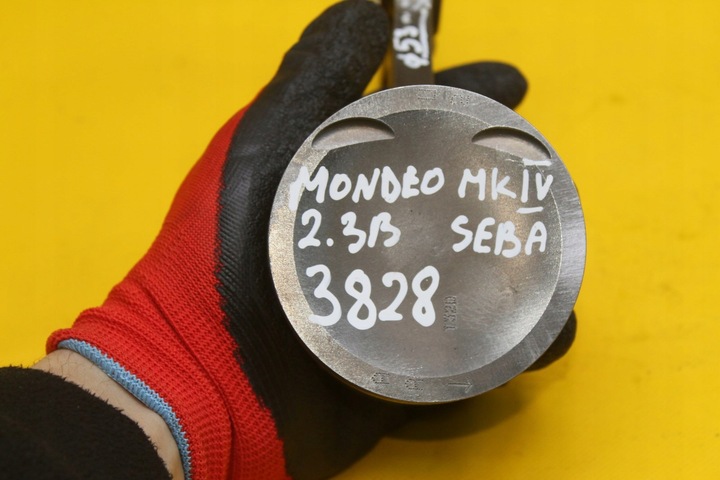 MONDEO MKIV
2.3B SEBA
3828